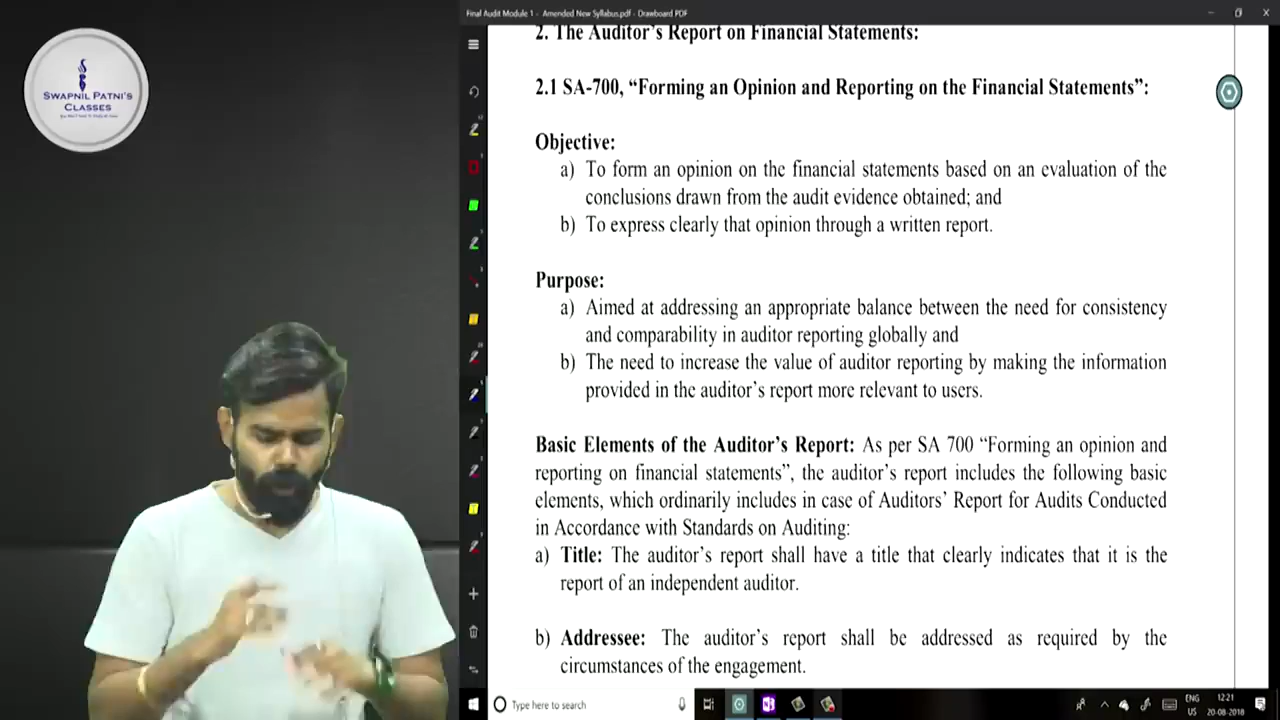 Final Audit Module 1 - Amended New Syllabus.pdf - Drawboard PDF
SWAPNIL PATNI'S
CLASSES
2. The Auditor's Report on Financial Statements:
2.1 SA-700, “Forming an Opinion and Reporting on the Financial Statements”:
Objective:
a) To form an opinion on the financial statements based on an evaluation of the
conclusions drawn from the audit evidence obtained; and
b) To express clearly that opinion through a written report.
Purpose:
a) Aimed at addressing an appropriate balance between the need for consistency
and comparability in auditor reporting globally and
b) The need to increase the value of auditor reporting by making the information
provided in the auditor's report more relevant to users.
Basic Elements of the Auditor's Report: As per SA 700 “Forming an opinion and
reporting on financial statements”, the auditor's report includes the following basic
elements, which ordinarily includes in case of Auditors' Report for Audits Conducted
in Accordance with Standards on Auditing:
a) Title: The auditor's report shall have a title that clearly indicates that it is the
report of an independent auditor.
b) Addressee: The auditor's report shall be addressed as required by the
circumstances of the engagement.
Type here to search
ENG
US
12:21
20-08-2018